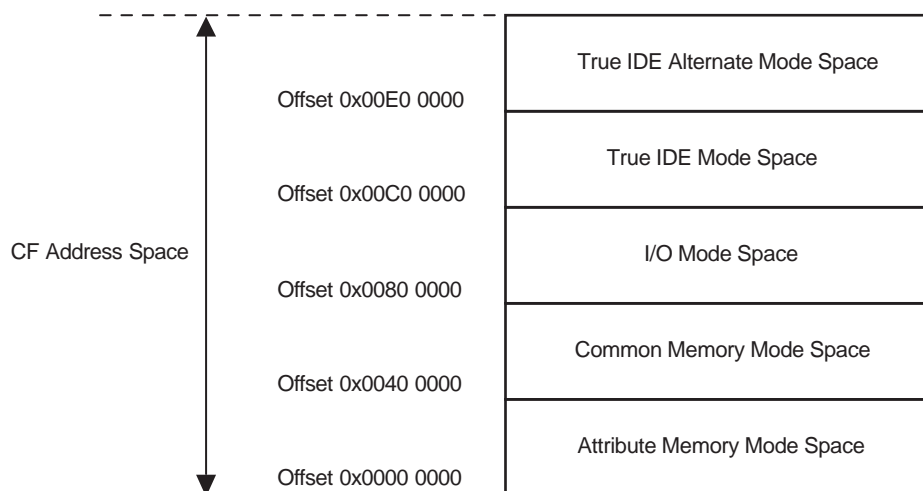 True IDE Alternate Mode Space
Offset 0x00E0 0000
True IDE Mode Space
Offset 0x00C0 0000
CF Address Space
I/O Mode Space
Offset 0x0080 0000
Common Memory Mode Space
Offset 0x0040 0000
Attribute Memory Mode Space
Offset 0x0000 0000